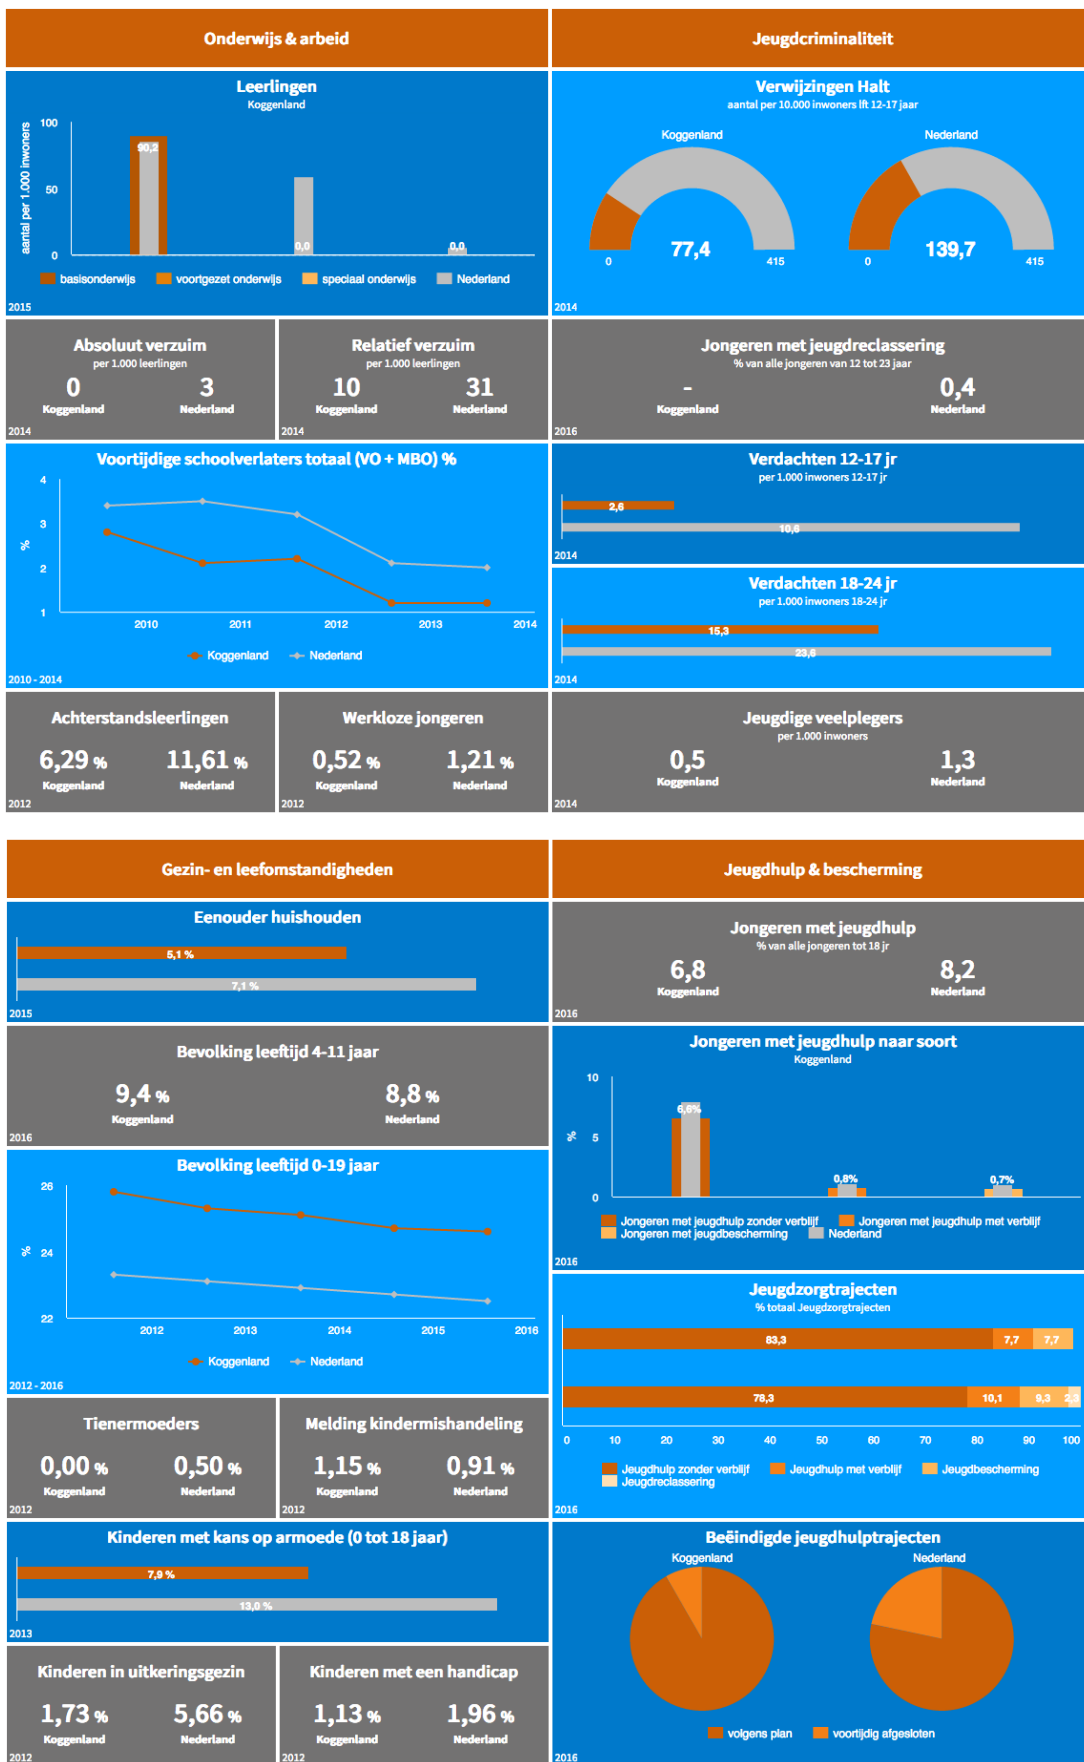 Onderwijs & arbeid
Leerlingen
Koggenland
aantal per 1.000 inwoners
100
50
0
90,2
0,0
0,0
basisonderwijs voortgezet onderwijs speciaal onderwijs Nederland
2015
Absoluut verzuim
per 1.000 leerlingen
0 3
Koggenland Nederland
2014
Relatief verzuim
per 1.000 leerlingen
10 31
Koggenland Nederland
2014
Voortijdige schoolverlaters totaal (VO + MBO) %
4
3
2
1
%
2010 2011 2012 2013 2014
Koggenland Nederland
2010 - 2014
Achterstandsleerlingen
6,29 % 11,61 %
Koggenland Nederland
2012
Werkloze jongeren
0,52 % 1,21 %
Koggenland Nederland
2012
Jeugdcriminaliteit
Verwijzingen Halt
aantal per 10.000 inwoners lft 12-17 jaar
Koggenland Nederland
77,4 139,7
0 415 0 415
2014
Jongeren met jeugdreclassering
% van alle jongeren van 12 tot 23 jaar
- 0,4
Koggenland Nederland
2016
Verdachten 12-17 jr
per 1.000 inwoners 12-17 jr
2,6
10,6
2014
Verdachten 18-24 jr
per 1.000 inwoners 18-24 jr
15,3
23,6
2014
Jeugdige veelplegers
per 1.000 inwoners
0,5 1,3
Koggenland Nederland
2014
Gezin- en leefomstandigheden
Eenouder huishouden
5,1 %
7,1 %
2015
Bevolking leeftijd 4-11 jaar
9,4 % 8,8 %
Koggenland Nederland
2016
Bevolking leeftijd 0-19 jaar
26
24
22
%
2012 2013 2014 2015 2016
Koggenland Nederland
2012 - 2016
Tienermoeders
0,00 % 0,50 %
Koggenland Nederland
2012
Melding kindermishandeling
1,15 % 0,91 %
Koggenland Nederland
2012
Kinderen met kans op armoede (0 tot 18 jaar)
7,9 %
13,0 %
2013
Kinderen in uitkeringsgezin
1,73 % 5,66 %
Koggenland Nederland
2012
Kinderen met een handicap
1,13 % 1,96 %
Koggenland Nederland
2012
Jeugdhulp & bescherming
Jongeren met jeugdhulp
% van alle jongeren tot 18 jr
6,8 8,2
Koggenland Nederland
2016
Jongeren met jeugdhulp naar soort
Koggenland
10
5
0
%
6,6%
0,8%
0,7%
Jongeren met jeugdhulp zonder verblijf Jongeren met jeugdhulp met verblijf
Jongeren met jeugdbescherming Nederland
2016
Jeugdzorgtrajecten
% totaal Jeugdzorgtrajecten
83,3 7,7 7,7
78,3 10,1 9,3 2,3
0 10 20 30 40 50 60 70 80 90 100
Jeugdhulp zonder verblijf Jeugdhulp met verblijf Jeugdbescherming
Jeugdreclassering
2016
Beëindigde jeugdhulptrajecten
Koggenland Nederland
volgens plan voortijdig afgesloten
2016